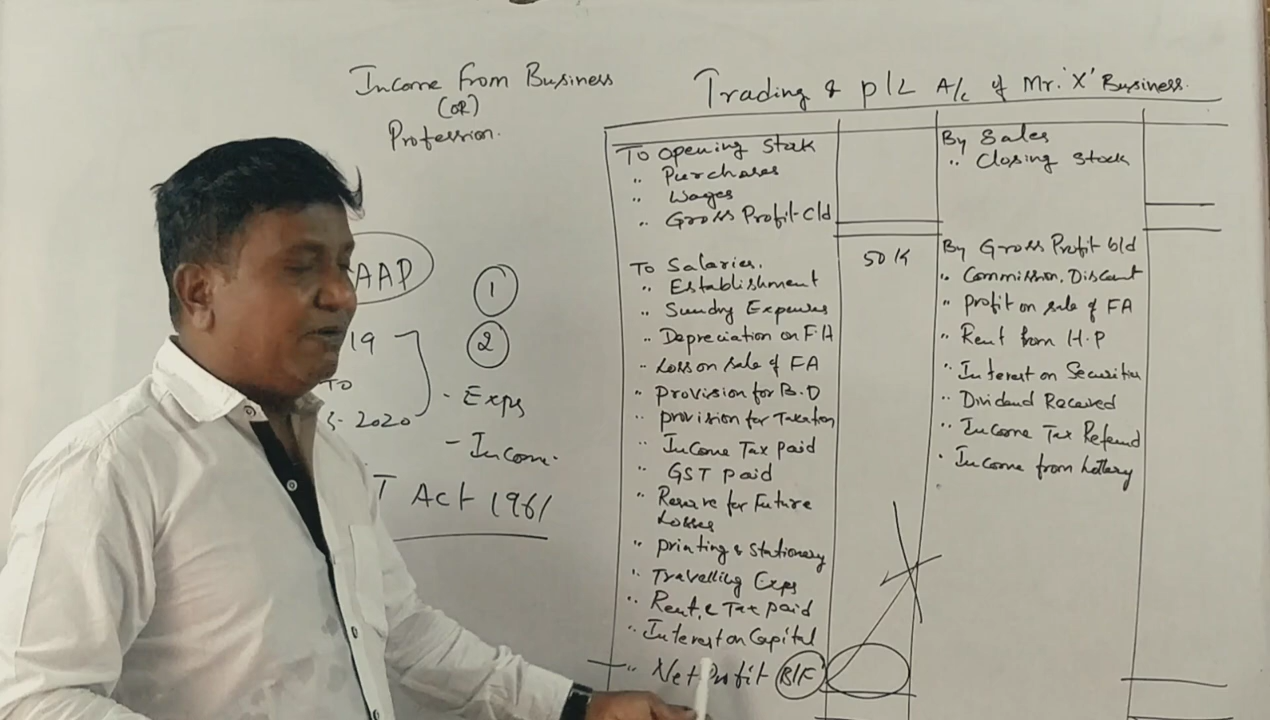 Income from Business
(OR)
Profession.
AAP
1
19
2
TO
2020
- Exps
- Income.
T Act 1961
Trading & P/L A/c of Mr. 'X' Business.
To Opening Stock
" Purchases
" Wages
" Gross Profit c/d
To Salaries.
50K
" Establishment
" Sundry Expenses
" Depreciation on F.A
" Loss on sale of FA
" Provision for B.D
" Provision for Taxation
" Income Tax Paid
" GST Paid
" Reserve for Future
Losses
" Printing & Stationery
" Travelling Exps
" Rent & Tax paid
" Interest on Capital
" Net Profit B/F
By Sales
" Closing Stock
By Gross Profit b/d
" Commission, Discount
" Profit on sale of FA
" Rent from H.P
" Interest on Securities
" Dividend Received
" Income Tax Refund
" Income from Lottery